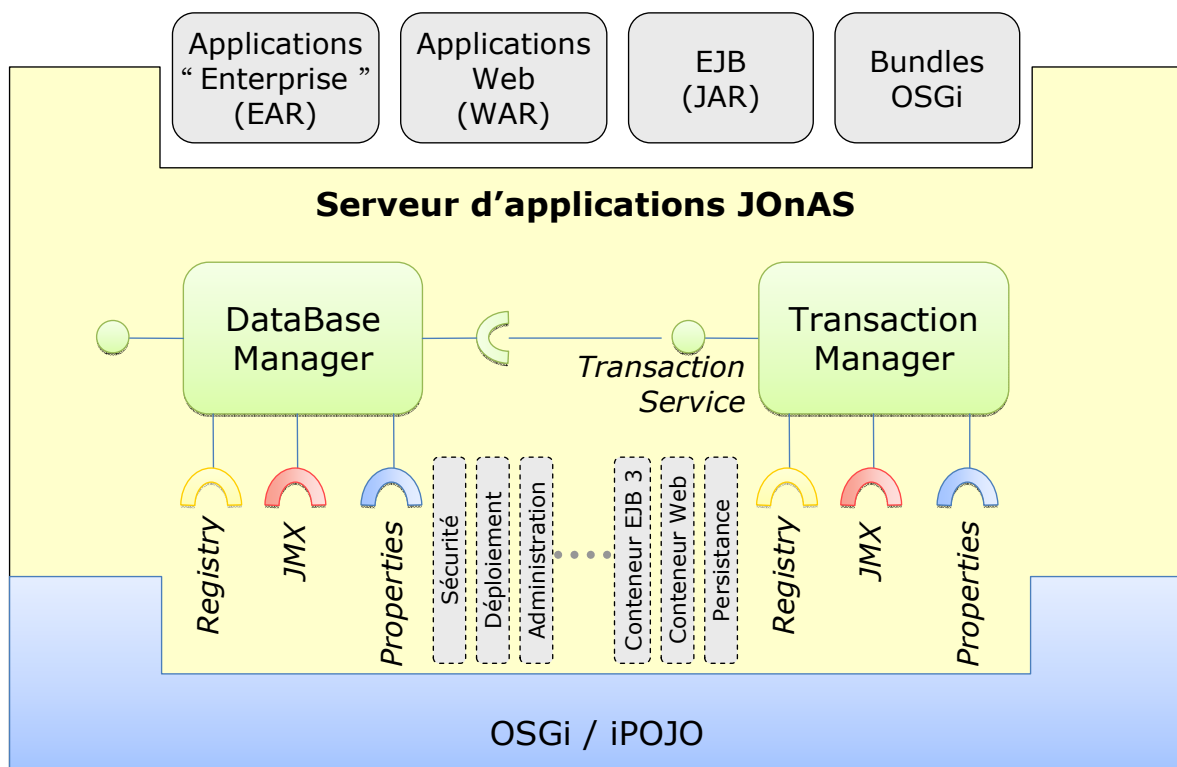 Applications
“ Enterprise ”
(EAR)
Applications
Web
(WAR)
EJB
(JAR)
Bundles
OSGi
Serveur d’applications JOnAS
DataBase
Manager
Transaction
Service
Transaction
Manager
Registry
JMX
Properties
Sécurité
Déploiement
Administration
Conteneur EJB 3
Conteneur Web
Persistance
Registry
JMX
Properties
OSGi / iPOJO